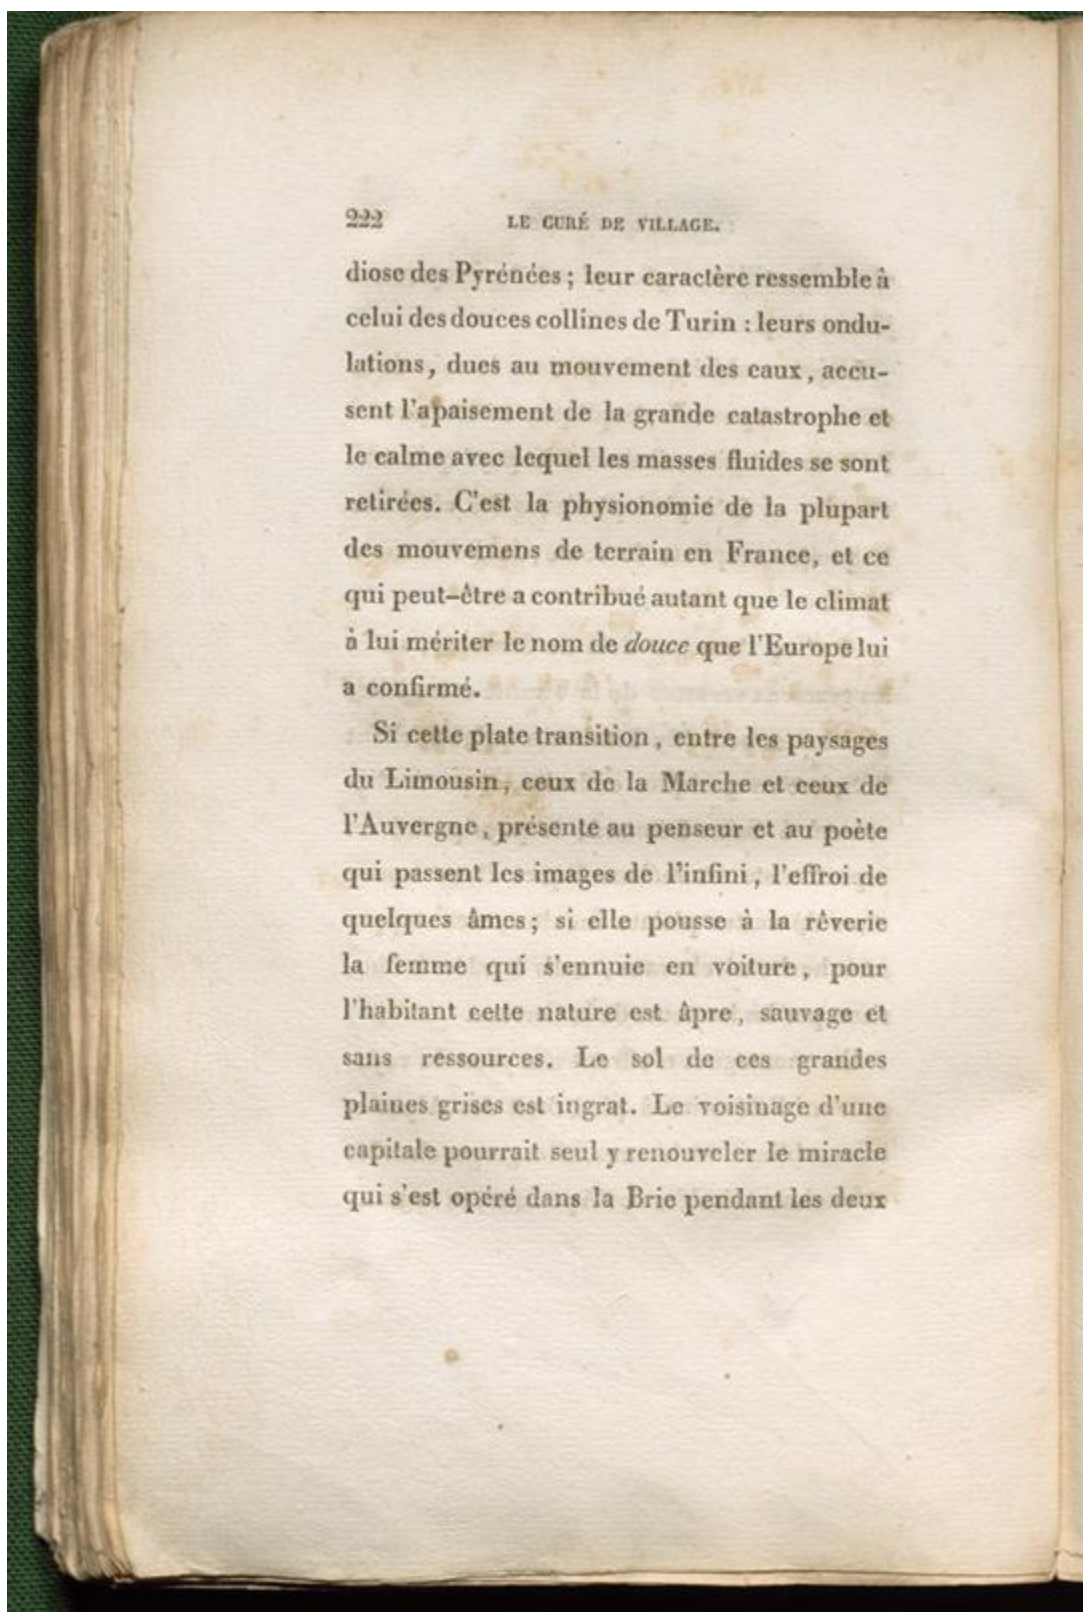 222 LE CURÉ DE VILLAGE.
diose des Pyrénées ; leur caractère ressemble à
celui des douces collines de Turin : leurs ondu-
lations, dues au mouvement des eaux, accu-
sent l'apaisement de la grande catastrophe et
le calme avec lequel les masses fluides se sont
retirées. C'est la physionomie de la plupart
des mouvemens de terrain en France, et ce
qui peut-être a contribué autant que le climat
à lui mériter le nom de douce que l'Europe lui
a confirmé.
Si cette plate transition, entre les paysages
du Limousin, ceux de la Marche et ceux de
l'Auvergne, présente au penseur et au poète
qui passent les images de l'infini, l'effroi de
quelques âmes; si elle pousse à la rêverie
la femme qui s'ennuie en voiture, pour
l'habitant cette nature est âpre, sauvage et
sans ressources. Le sol de ces grandes
plaines grises est ingrat. Le voisinage d'une
capitale pourrait seul y renouveler le miracle
qui s'est opéré dans la Brie pendant les deux